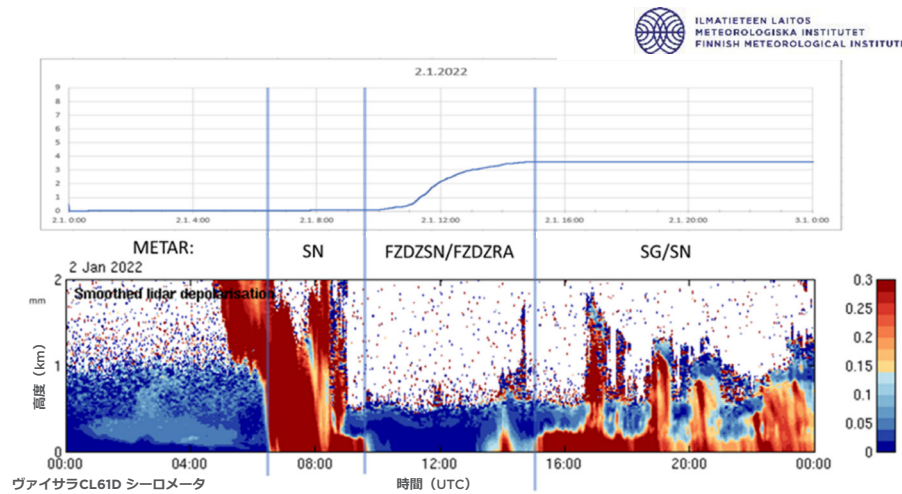 ILMATIETEEN LAITOS
METEOROLOGISKA INSTITUTET
FINNISH METEOROLOGICAL INSTITUTE
2.1.2022
9
8
7
6
5
4
3
2
1
0
2.1. 0:00 2.1. 4:00 2.1. 8:00 2.1. 12:00 2.1. 16:00 2.1. 20:00 3.1. 0:00
METAR: SN FZDZSN/FZDZRA SG/SN
2 Jan 2022
mm
Smoothed lidar depolarisation
高度（km）
2
1
0
0.3
0.25
0.2
0.15
0.1
0.05
0
00:00 04:00 08:00 12:00 16:00 20:00 00:00
ヴァイサラCL61D シーロメータ 時間（UTC）